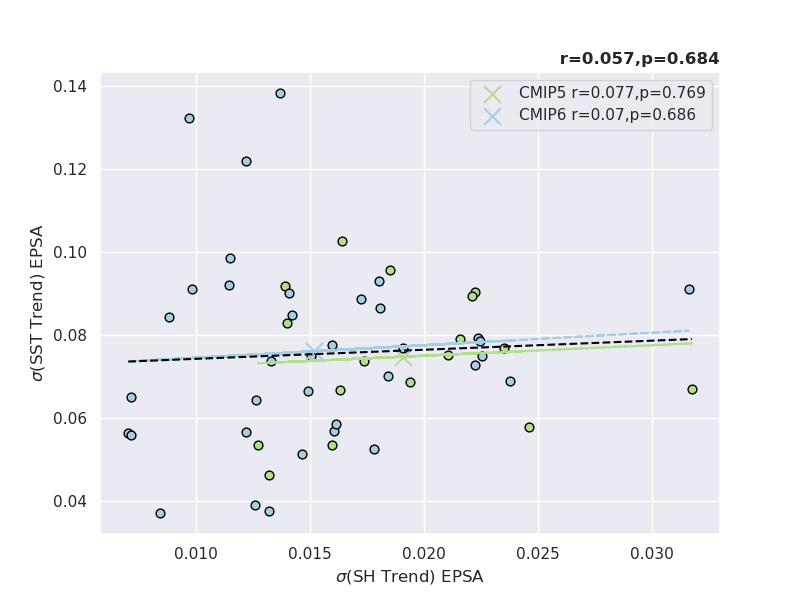 r=0.057,p=0.684
CMIP5 r=0.077,p=0.769
CMIP6 r=0.07,p=0.686
0.14
0.12
0.10
0.08
0.06
0.04
σ(SST Trend) EPSA
0.010
0.015
0.020
0.025
0.030
σ(SH Trend) EPSA